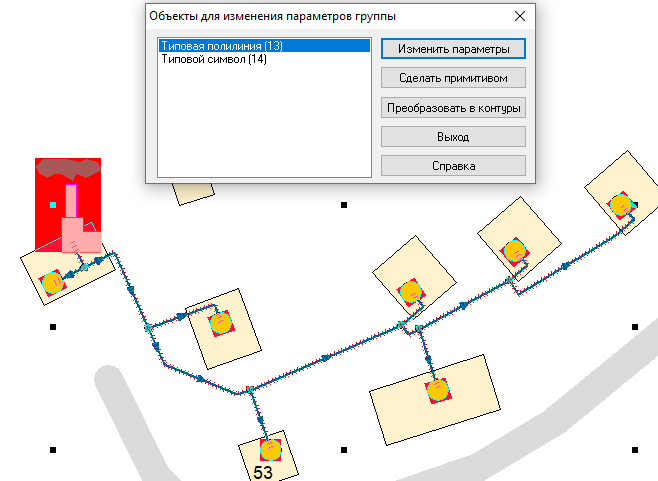 Объекты для изменения параметров группы
Типовая полилиния (13)
Типовой символ (14)
Изменить параметры
Сделать примитивом
Преобразовать в контуры
Выход
Справка
53